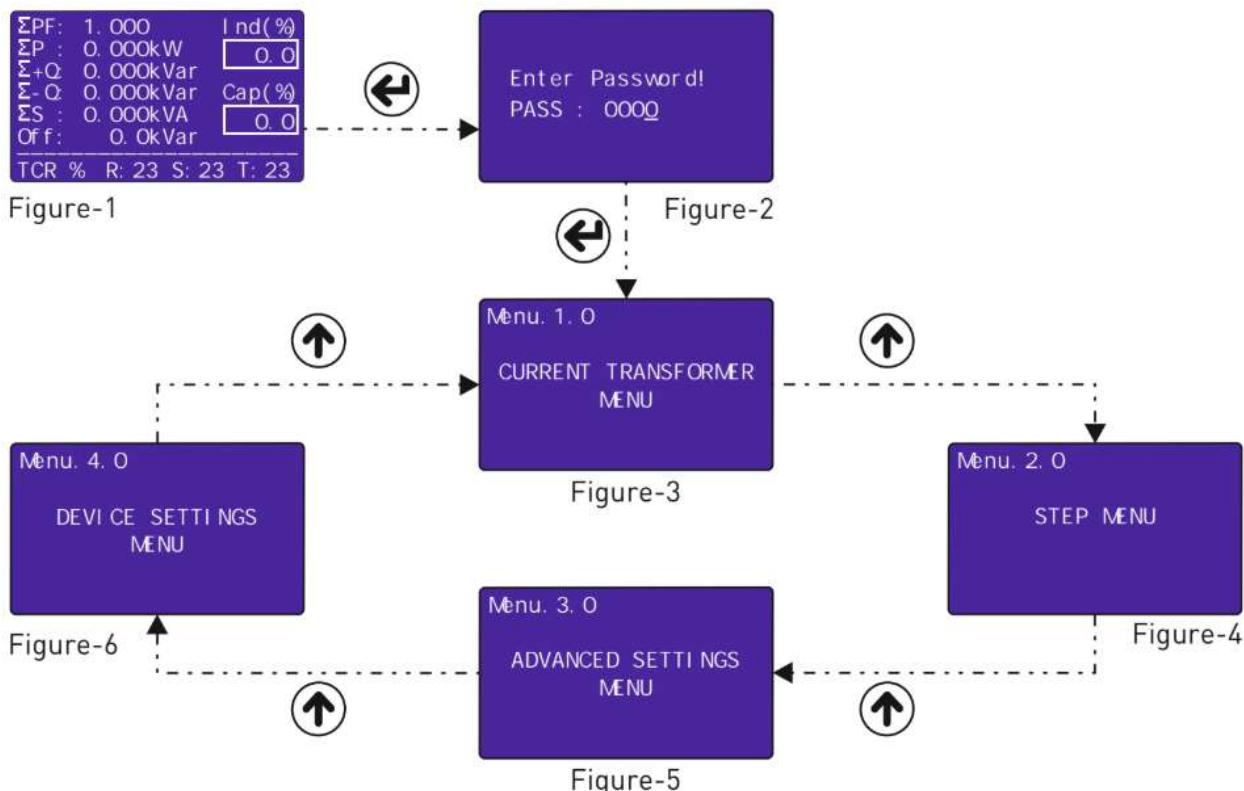 ΣPF: 1.000 Ind(%)
ΣP : 0.000kW 0.0
Σ+Q: 0.000kVar
Σ-Q: 0.000kVar Cap(%)
ΣS : 0.000kVA 0.0
Off: 0.0kVar
TCR % R:23 S:23 T:23
Figure-1
Enter Password!
PASS : 0000
Figure-2
Menu.1.0
CURRENT TRANSFORMER
MENU
Figure-3
Menu.2.0
STEP MENU
Figure-4
Menu.3.0
ADVANCED SETTINGS
MENU
Figure-5
Menu.4.0
DEVICE SETTINGS
MENU
Figure-6